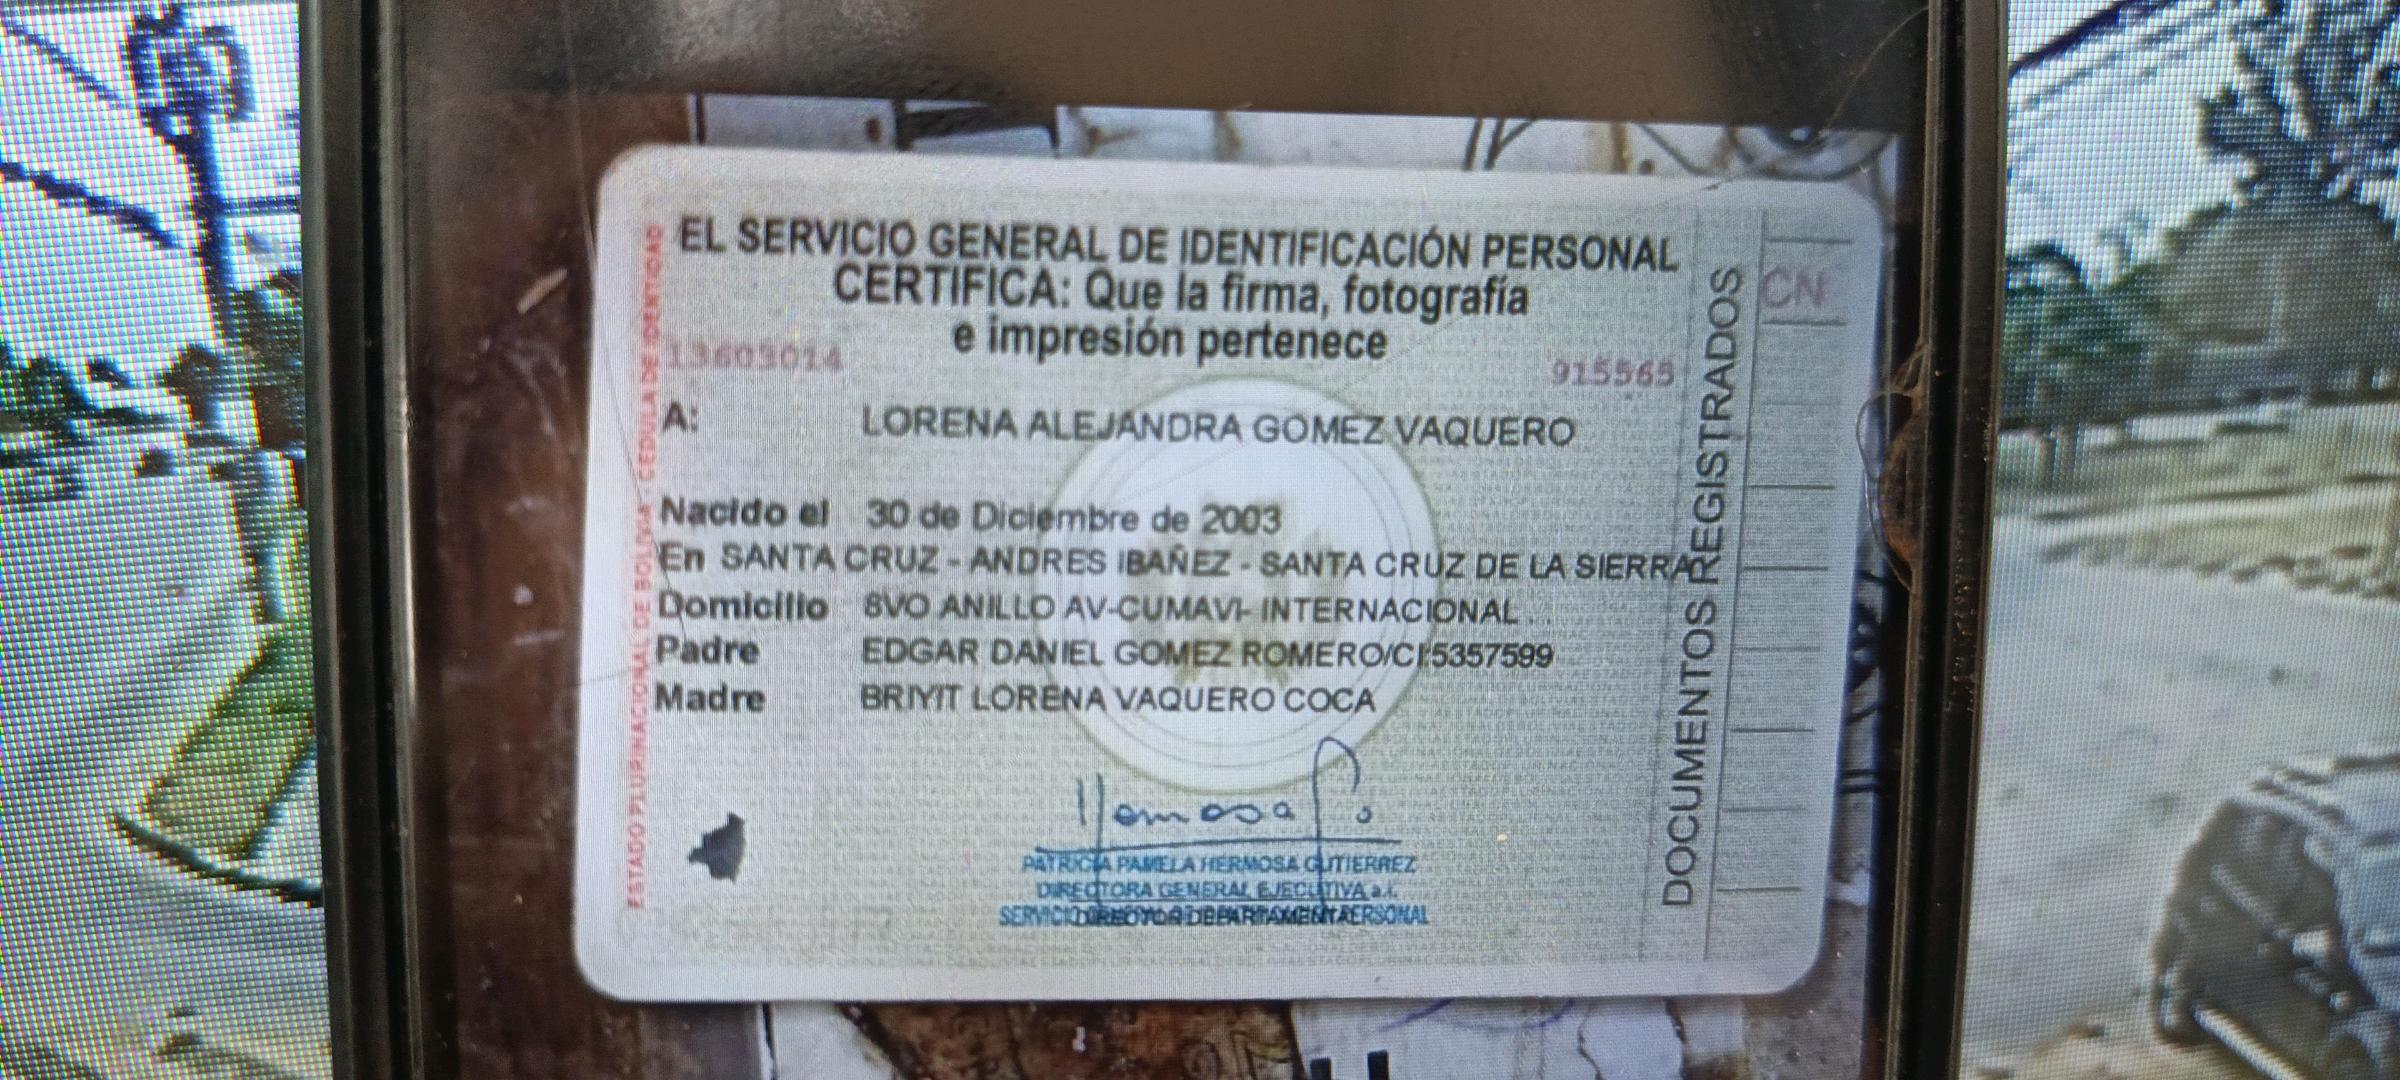 EL SERVICIO GENERAL DE IDENTIFICACIÓN PERSONAL
CERTIFICA: Que la firma, fotografía
e impresión pertenece
13603014
915565
A: LORENA ALEJANDRA GOMEZ VAQUERO
Nacido el 30 de Diciembre de 2003
En SANTA CRUZ - ANDRES IBAÑEZ - SANTA CRUZ DE LA SIERRA
Domicilio 8VO ANILLO AV-CUMAVI- INTERNACIONAL
Padre EDGAR DANIEL GOMEZ ROMERO/CI:5357599
Madre BRIYIT LORENA VAQUERO COCA
Hermosa
PATRICIA PAMELA HERMOSA GUTIERREZ
DIRECTORA GENERAL EJECUTIVA a.i.
SERVICIO PERSONAL
DIRECTOR DEPARTAMENTAL
ESTADO PLURINACIONAL DE BOLIVIA - CEDULA DE IDENTIDAD
DOCUMENTOS REGISTRADOS
CN